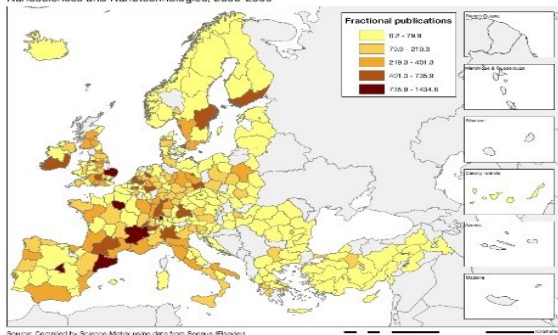 Nanosciences and Nanotechnologies, 2000-2009
Fractional publications
0.2 - 79.9
79.9 - 219.3
219.3 - 401.3
401.3 - 735.9
735.9 - 1434.6
French Guiana
Martinique & Guadeloupe
Réunion
Canary Islands
Azores
Madeira
Source: Compiled by Science-Metrix using data from Scopus (Elsevier)